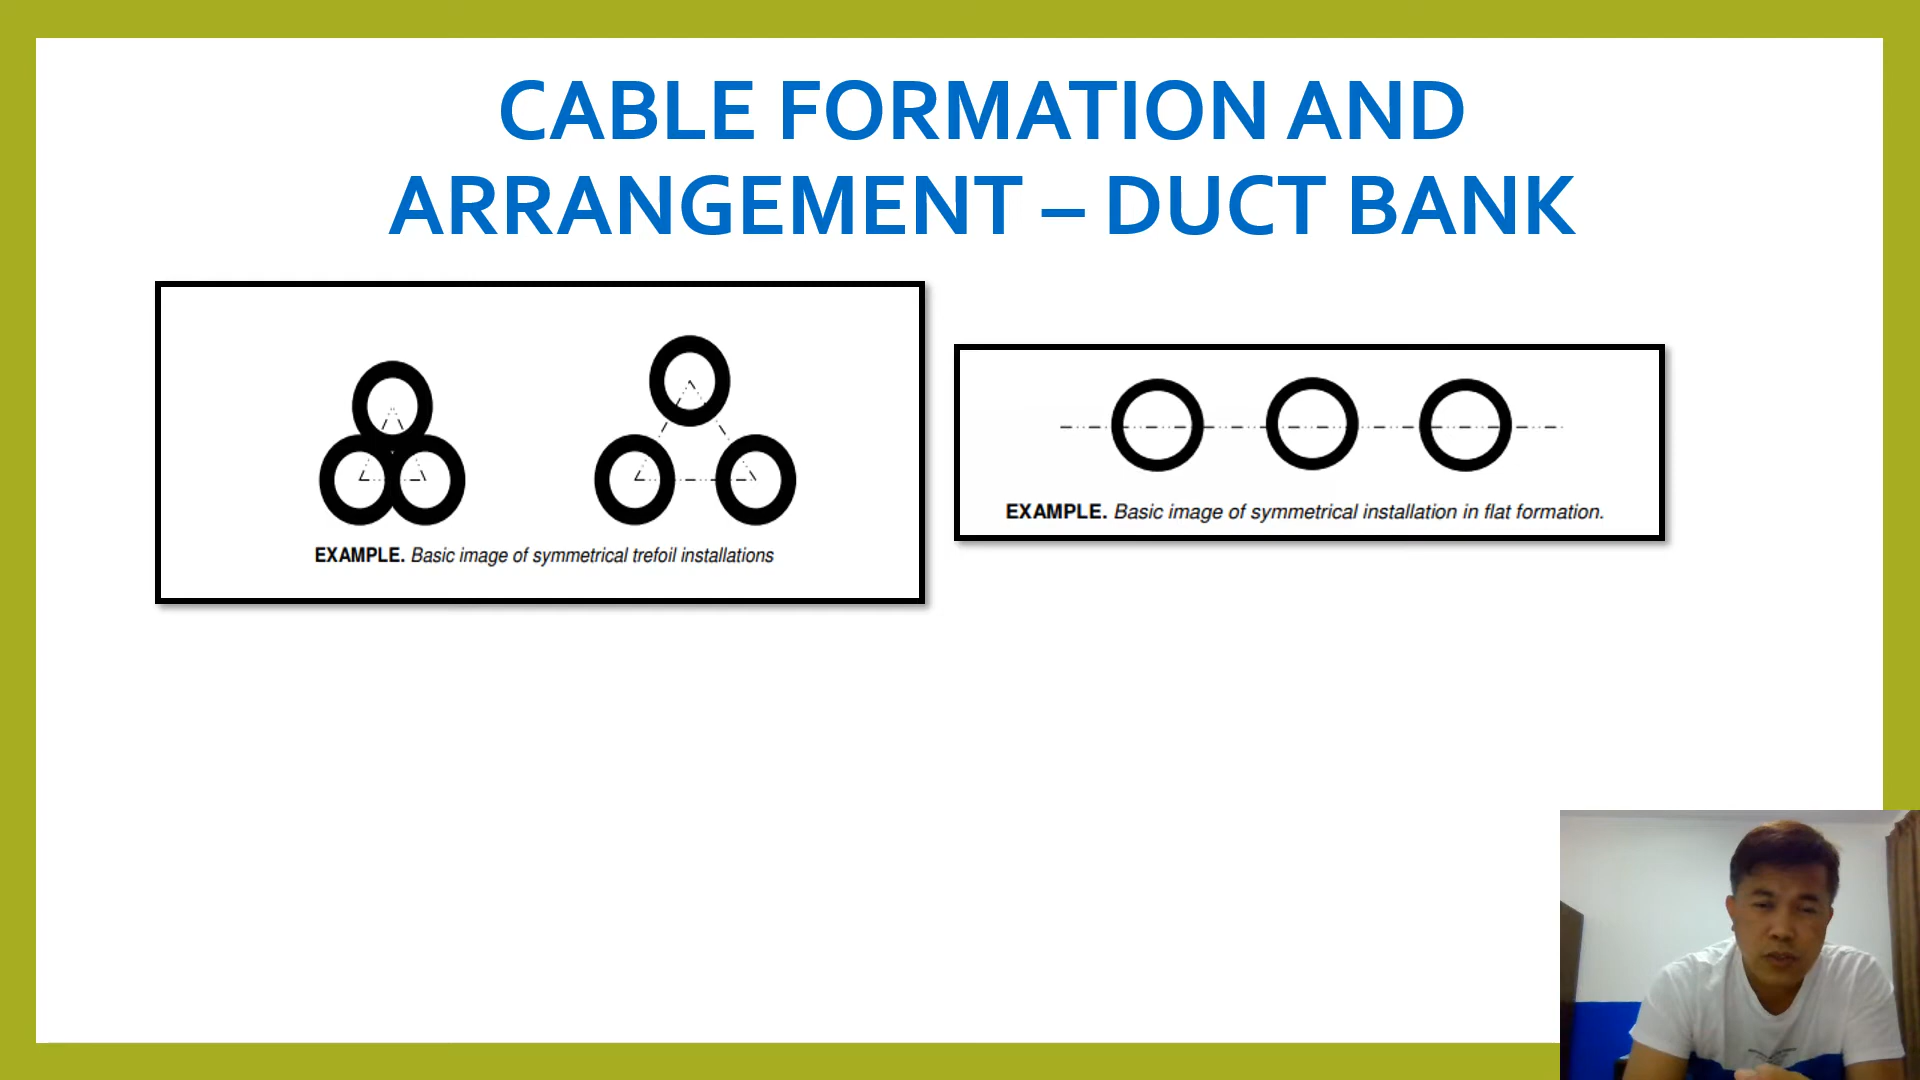 CABLE FORMATION AND
ARRANGEMENT – DUCT BANK
EXAMPLE. Basic image of symmetrical trefoil installations
EXAMPLE. Basic image of symmetrical installation in flat formation.